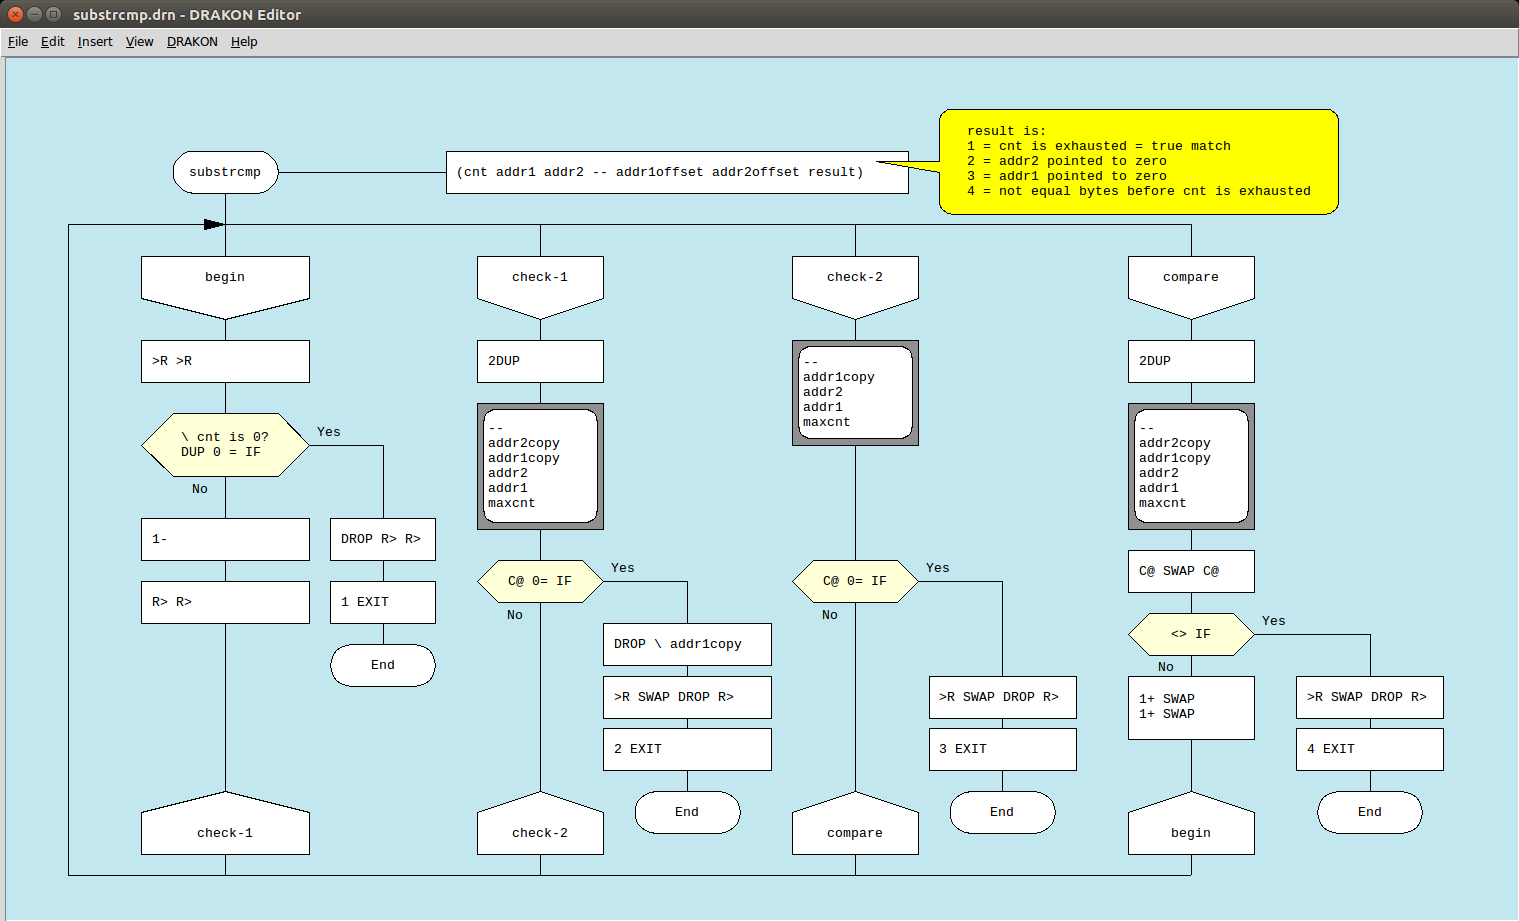 substrcmp.drn - DRAKON Editor
File Edit Insert View DRAKON Help
substrcmp
(cnt addr1 addr2 -- addr1offset addr2offset result)
result is:
1 = cnt is exhausted = true match
2 = addr2 pointed to zero
3 = addr1 pointed to zero
4 = not equal bytes before cnt is exhausted
begin
>R >R
\ cnt is 0?
DUP 0 = IF
Yes
No
1-
R> R>
DROP R> R>
1 EXIT
End
check-1
check-1
2DUP
--
addr2copy
addr1copy
addr2
addr1
maxcnt
C@ 0= IF
Yes
No
DROP \ addr1copy
>R SWAP DROP R>
2 EXIT
End
check-2
check-2
--
addr1copy
addr2
addr1
maxcnt
C@ 0= IF
Yes
No
>R SWAP DROP R>
3 EXIT
End
compare
compare
2DUP
--
addr2copy
addr1copy
addr2
addr1
maxcnt
C@ SWAP C@
<> IF
Yes
No
1+ SWAP
1+ SWAP
>R SWAP DROP R>
4 EXIT
End
begin